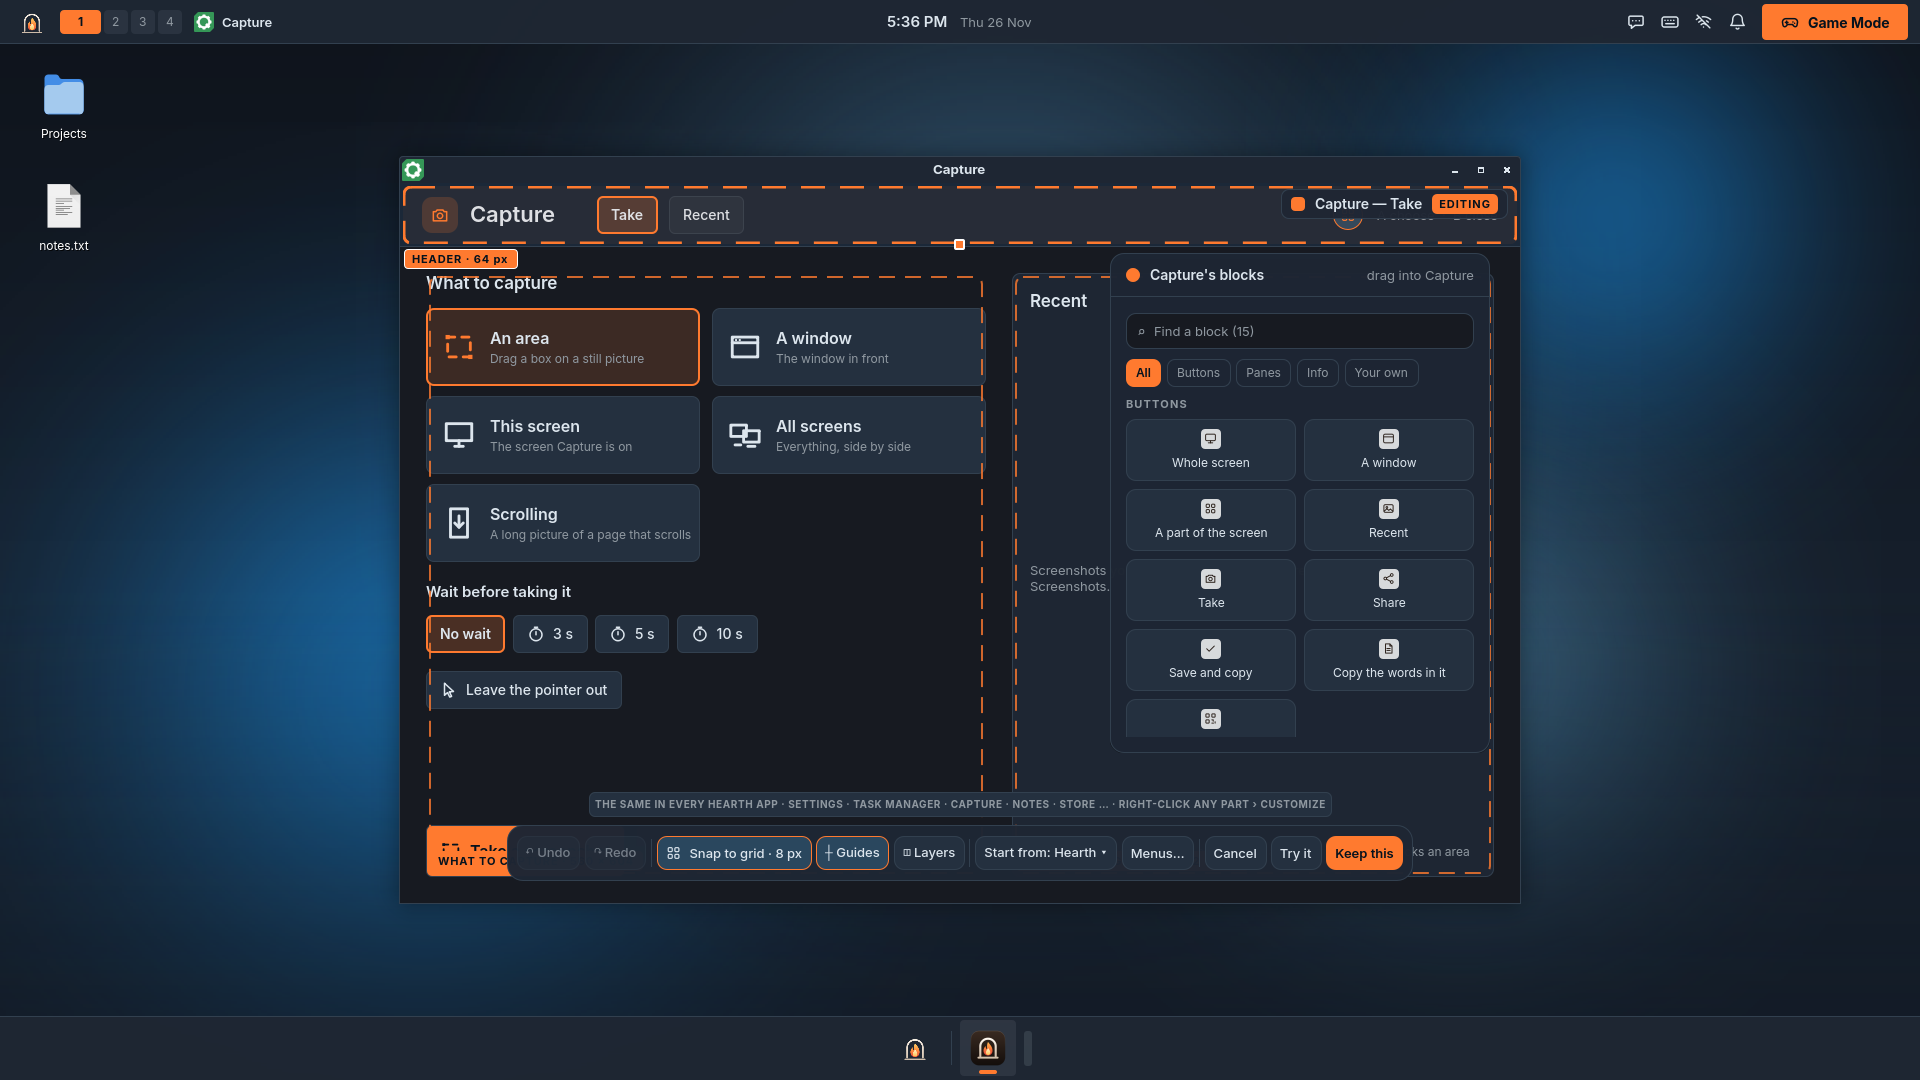 1 2 3 4 Capture
5:36 PM Thu 26 Nov
Game Mode
Projects
notes.txt
Capture
Capture
Take
Recent
Capture — Take EDITING
HEADER · 64 px
What to capture
An area
Drag a box on a still picture
A window
The window in front
This screen
The screen Capture is on
All screens
Everything, side by side
Scrolling
A long picture of a page that scrolls
Wait before taking it
No wait
3 s
5 s
10 s
Leave the pointer out
Recent
Screenshots
Screenshots.
Capture's blocks drag into Capture
Find a block (15)
All Buttons Panes Info Your own
BUTTONS
Whole screen
A window
A part of the screen
Recent
Take
Share
Save and copy
Copy the words in it
THE SAME IN EVERY HEARTH APP · SETTINGS · TASK MANAGER · CAPTURE · NOTES · STORE ... · RIGHT-CLICK ANY PART › CUSTOMIZE
WHAT TO C
Undo Redo Snap to grid · 8 px Guides Layers Start from: Hearth Menus... Cancel Try it Keep this
ks an area